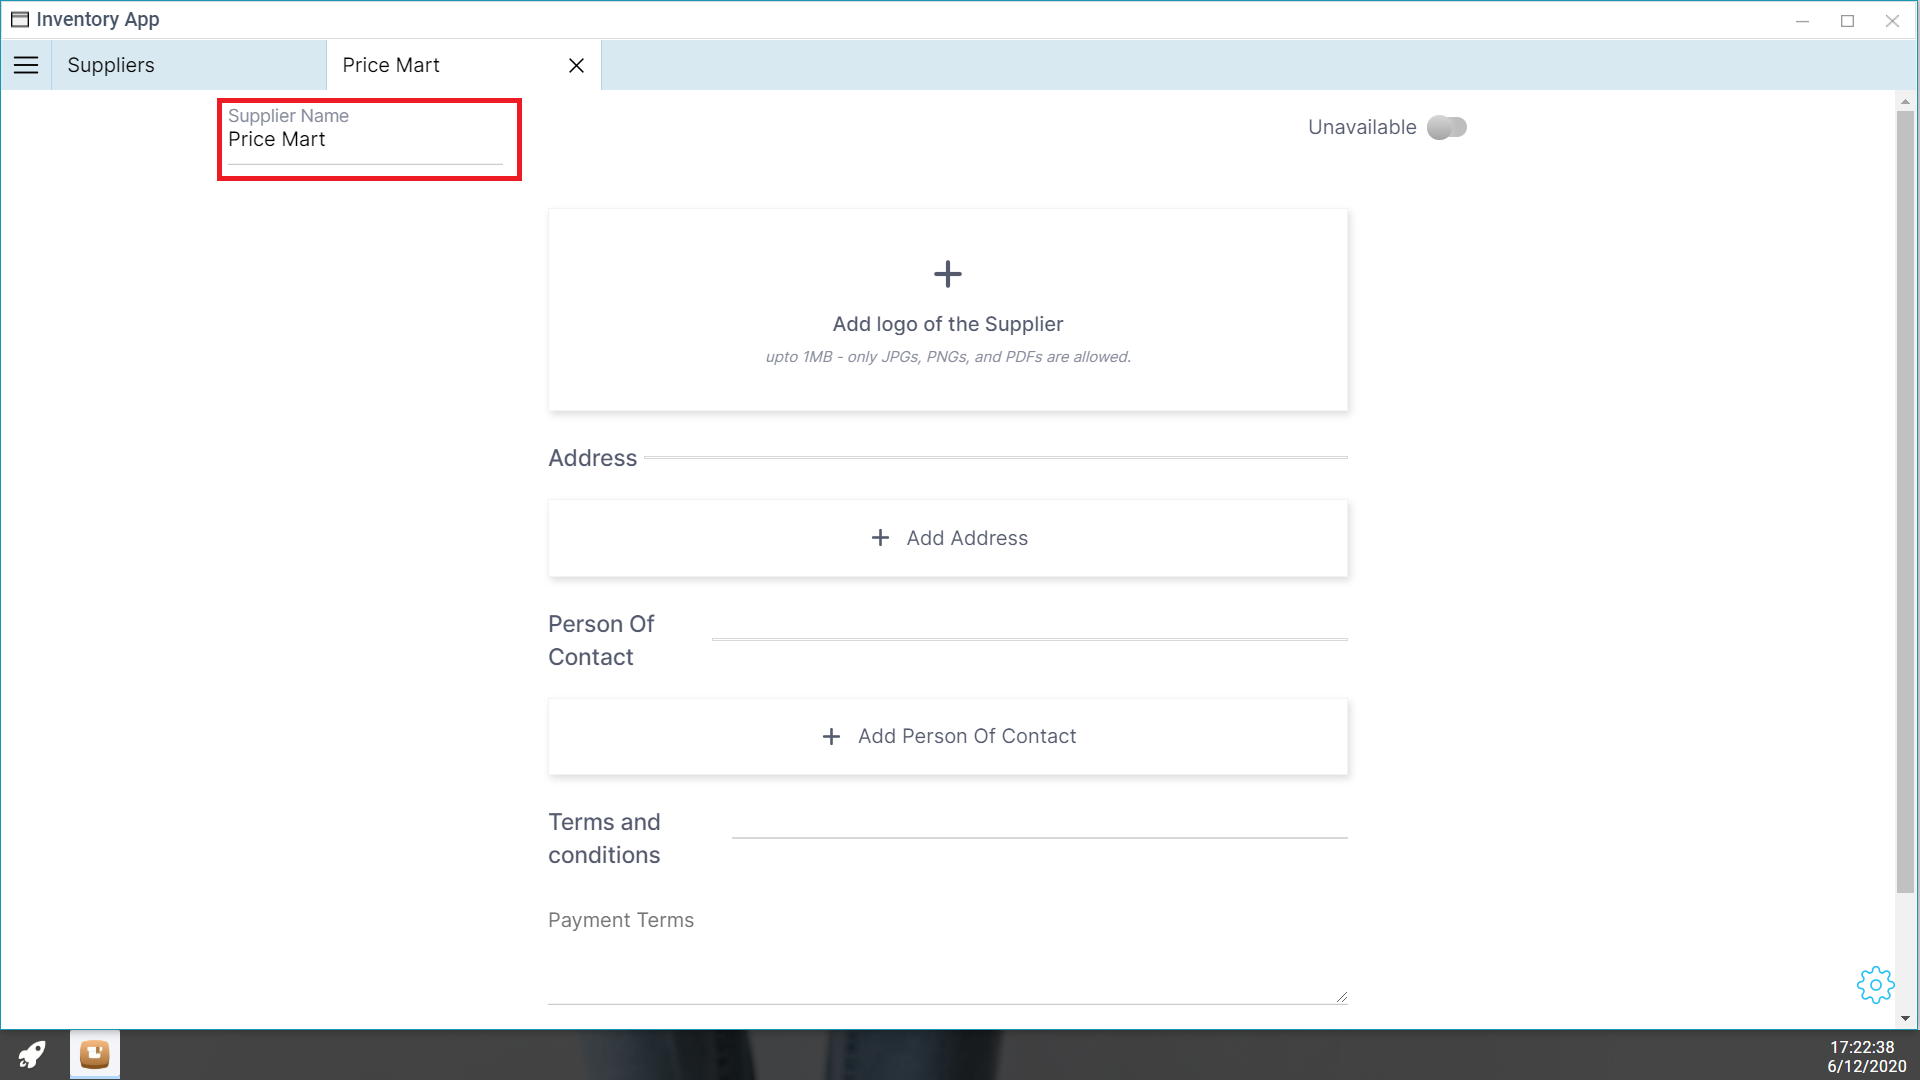 Inventory App
Suppliers
Price Mart
Supplier Name
Price Mart
Unavailable
Add logo of the Supplier
upto 1MB - only JPGs, PNGs, and PDFs are allowed.
Address
Add Address
Person Of
Contact
Add Person Of Contact
Terms and
conditions
Payment Terms
17:22:38
6/12/2020